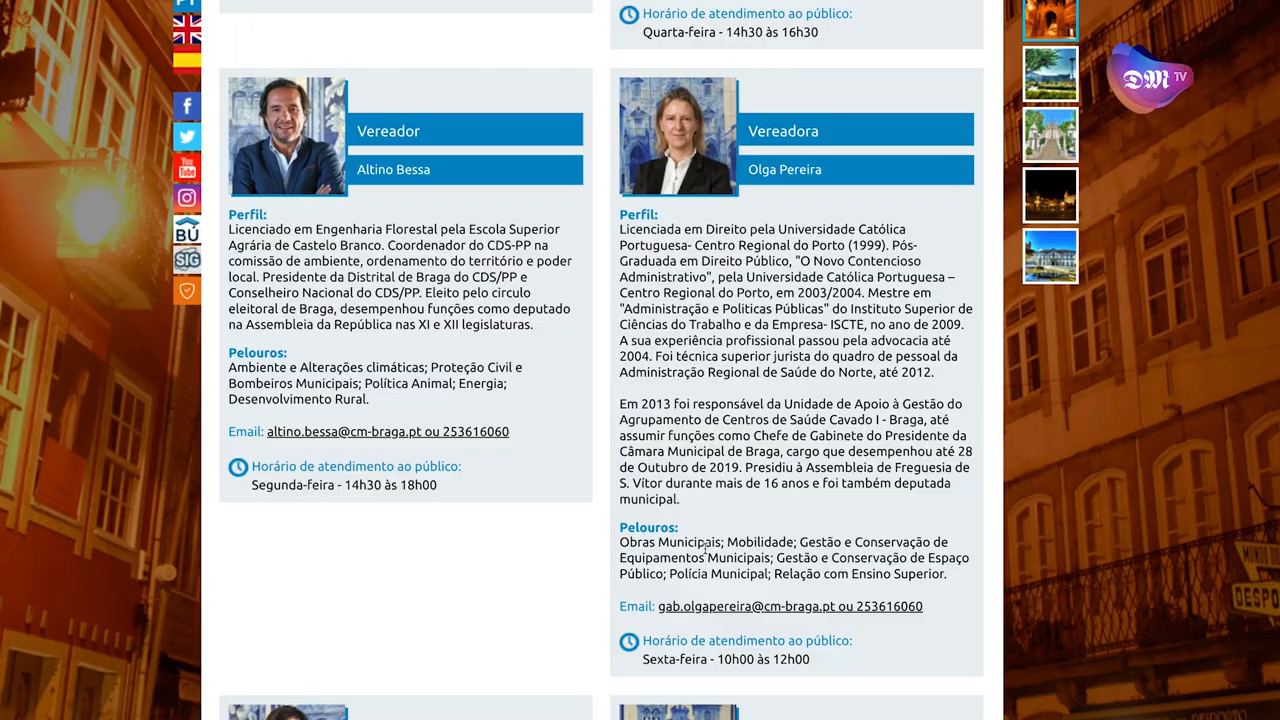 PT
Horário de atendimento ao público:
Quarta-feira - 14h30 às 16h30
DM TV
Vereador
Altino Bessa
Perfil:
Licenciado em Engenharia Florestal pela Escola Superior
Agrária de Castelo Branco. Coordenador do CDS-PP na
comissão de ambiente, ordenamento do território e poder
local. Presidente da Distrital de Braga do CDS/PP e
Conselheiro Nacional do CDS/PP. Eleito pelo circulo
eleitoral de Braga, desempenhou funções como deputado
na Assembleia da República nas XI e XII legislaturas.
Pelouros:
Ambiente e Alterações climáticas; Proteção Civil e
Bombeiros Municipais; Política Animal; Energia;
Desenvolvimento Rural.
Email: altino.bessa@cm-braga.pt ou 253616060
Horário de atendimento ao público:
Segunda-feira - 14h30 às 18h00
Vereadora
Olga Pereira
Perfil:
Licenciada em Direito pela Universidade Católica
Portuguesa- Centro Regional do Porto (1999). Pós-
Graduada em Direito Público, "O Novo Contencioso
Administrativo", pela Universidade Católica Portuguesa –
Centro Regional do Porto, em 2003/2004. Mestre em
"Administração e Politicas Públicas" do Instituto Superior de
Ciências do Trabalho e da Empresa- ISCTE, no ano de 2009.
A sua experiência profissional passou pela advocacia até
2004. Foi técnica superior jurista do quadro de pessoal da
Administração Regional de Saúde do Norte, até 2012.
Em 2013 foi responsável da Unidade de Apoio à Gestão do
Agrupamento de Centros de Saúde Cavado I - Braga, até
assumir funções como Chefe de Gabinete do Presidente da
Câmara Municipal de Braga, cargo que desempenhou até 28
de Outubro de 2019. Presidiu à Assembleia de Freguesia de
S. Vítor durante mais de 16 anos e foi também deputada
municipal.
Pelouros:
Obras Municipais; Mobilidade; Gestão e Conservação de
Equipamentos Municipais; Gestão e Conservação de Espaço
Público; Polícia Municipal; Relação com Ensino Superior.
Email: gab.olgapereira@cm-braga.pt ou 253616060
Horário de atendimento ao público:
Sexta-feira - 10h00 às 12h00
You
Tube
BÚ
SIG